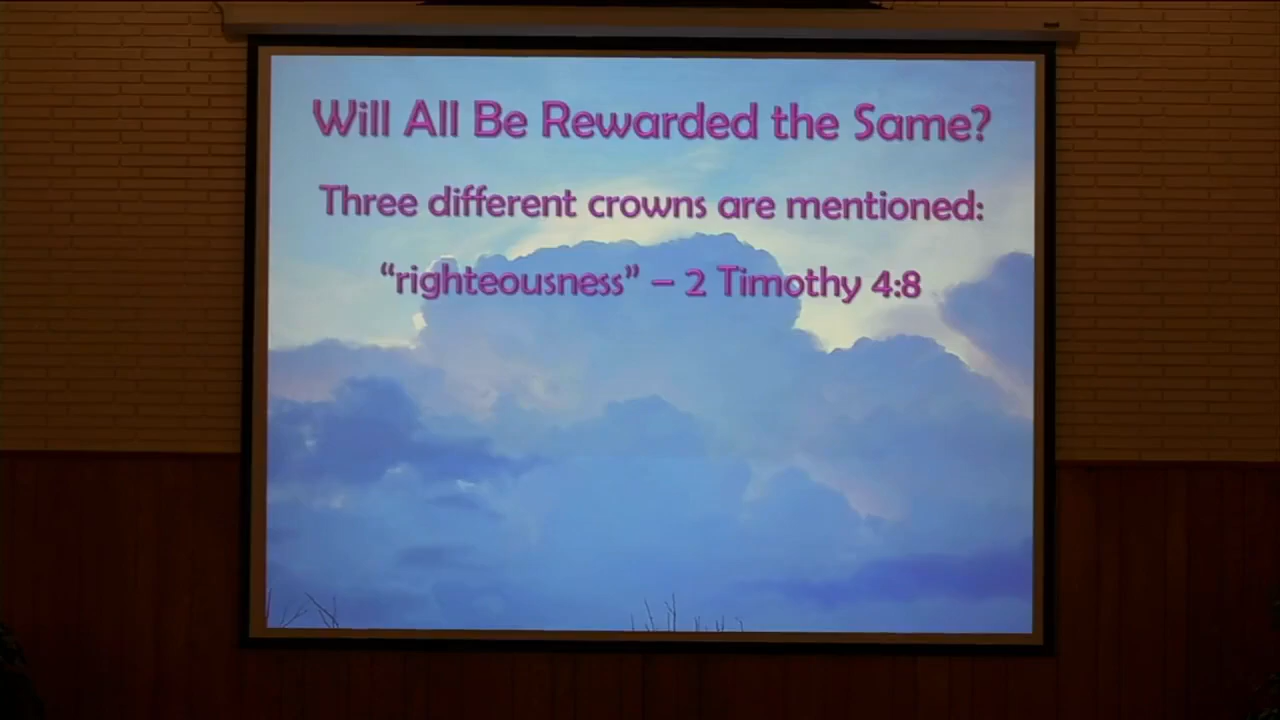 Will All Be Rewarded the Same?
Three different crowns are mentioned:
“righteousness” – 2 Timothy 4:8